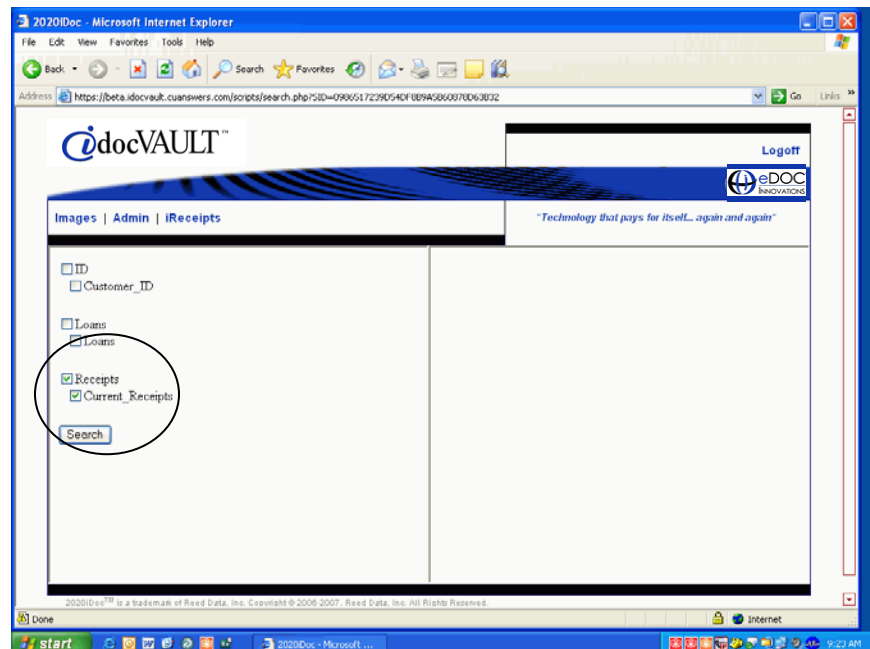 2020IDoc - Microsoft Internet Explorer
File Edit View Favorites Tools Help
Back Search Favorites
Address https://beta.idocvault.cuanswers.com/scripts/search.php?SID= Go Links »
idocVAULT™
Logoff
eDOC
INNOVATIONS
Images | Admin | iReceipts
"Technology that pays for itself... again and again"
ID
Customer_ID
Loans
Loans
Receipts
Current_Receipts
Search
2020iDoc™ is a trademark of Reed Data, Inc. Copyright © 2006-2007, Reed Data, Inc. All Rights Reserved.
Done Internet
start 2020IDoc - Microsoft ... 9:23 AM